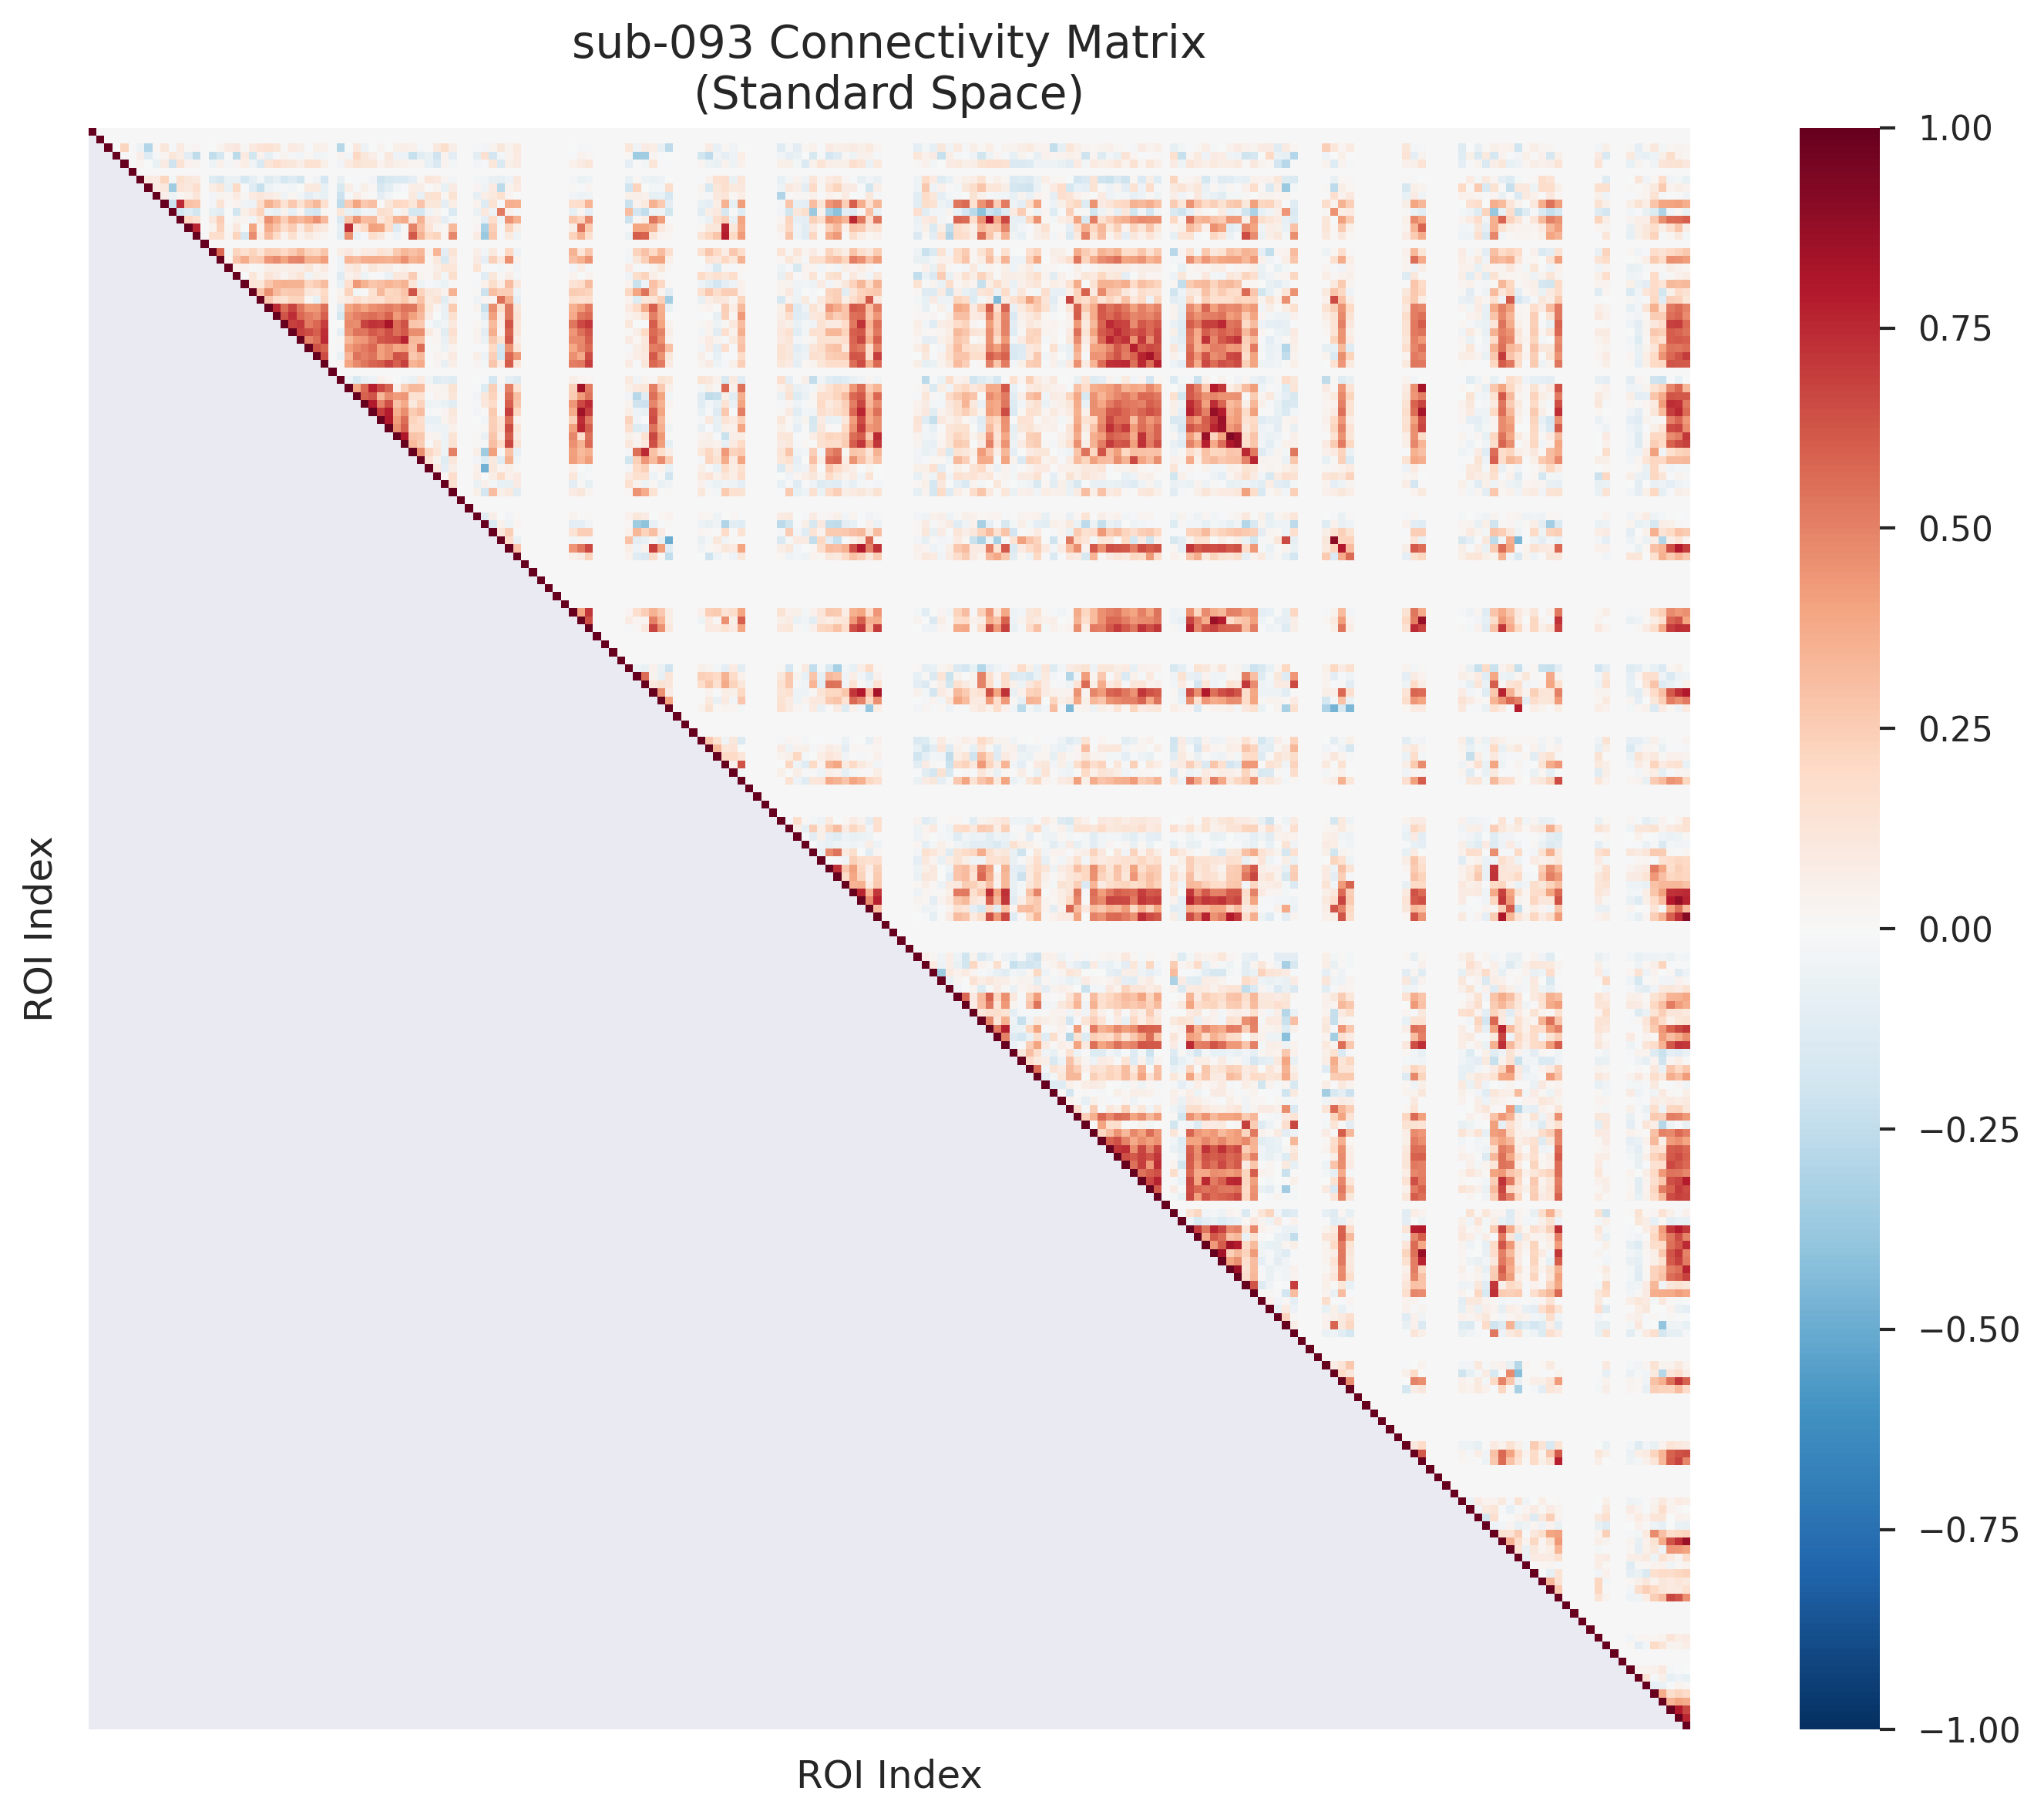 sub-093 Connectivity Matrix
(Standard Space)
ROI Index
ROI Index
1.00
0.75
0.50
0.25
0.00
−0.25
−0.50
−0.75
−1.00